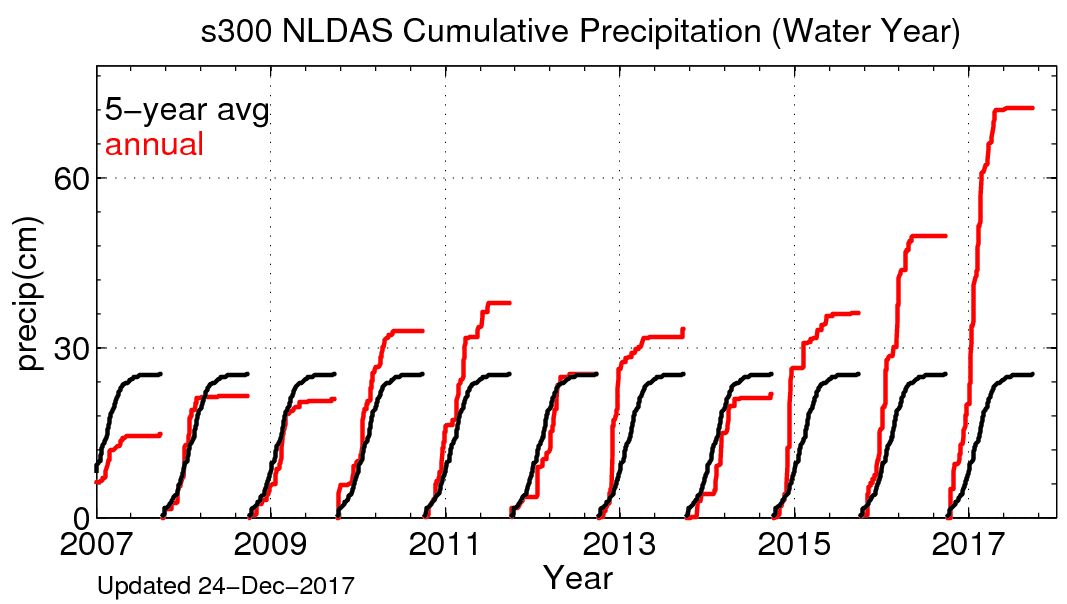 s300 NLDAS Cumulative Precipitation (Water Year)
5−year avg
annual
precip(cm)
60
30
0
2007 2009 2011 2013 2015 2017
Year
Updated 24−Dec−2017